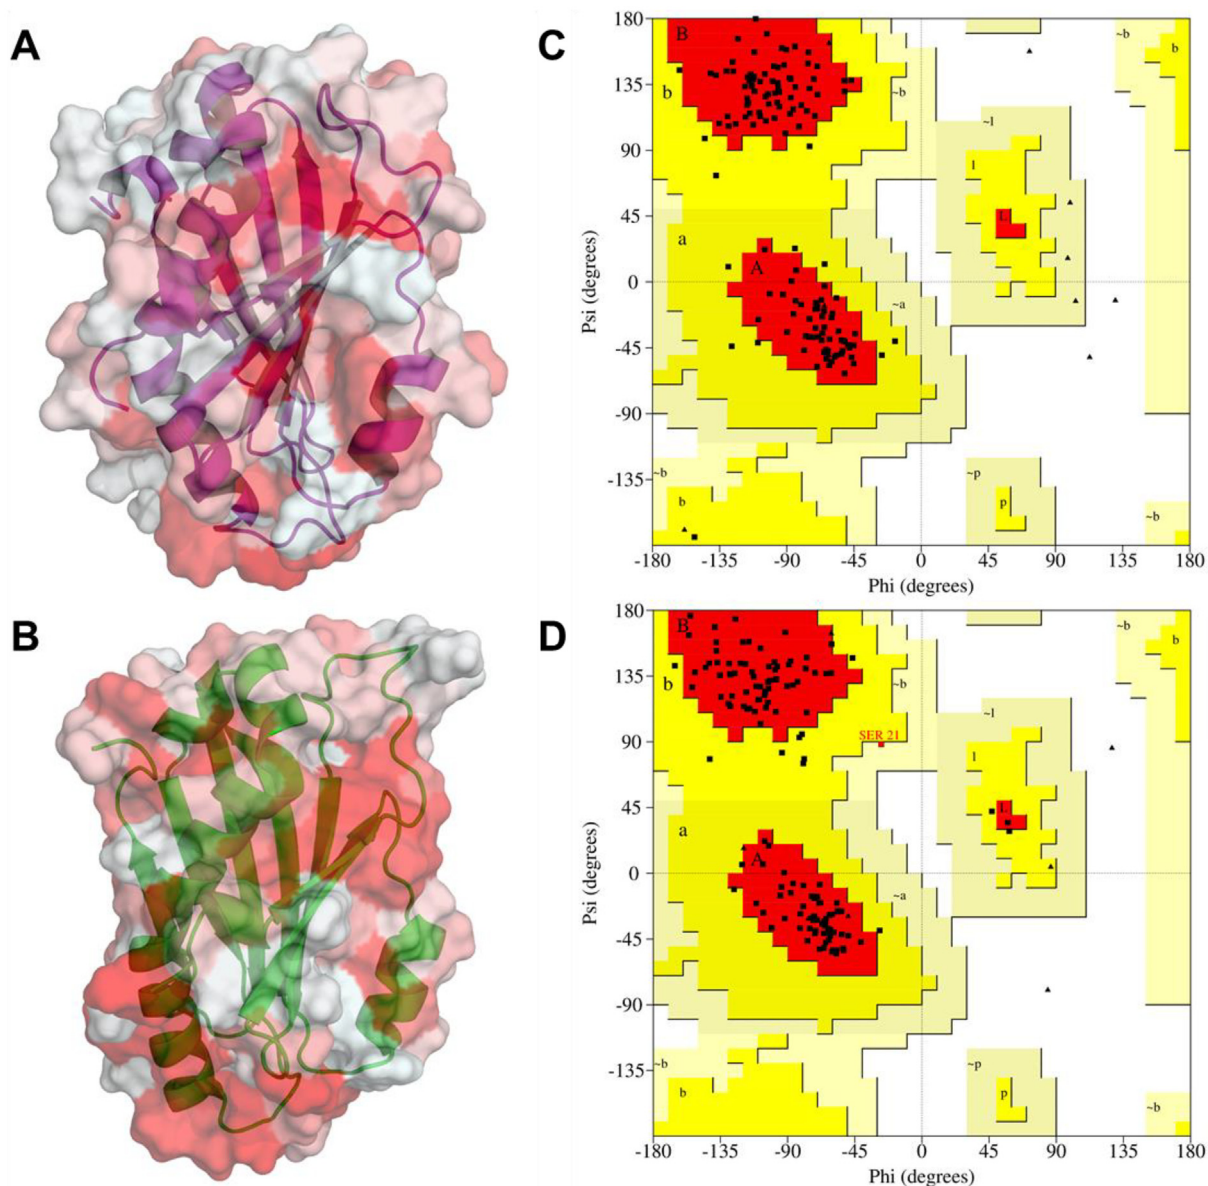 A
B
C
180
135
90
45
0
-45
-90
-135
Psi (degrees)
B
b
~b
~b
b
~l
l
L
a
A
~a
~b
b
~p
p
~b
-180 -135 -90 -45 0 45 90 135 180
Phi (degrees)
D
180
135
90
45
0
-45
-90
-135
Psi (degrees)
B
b
~b
SER 21
~b
b
~l
l
L
a
A
~a
~b
b
~p
p
~b
-180 -135 -90 -45 0 45 90 135 180
Phi (degrees)